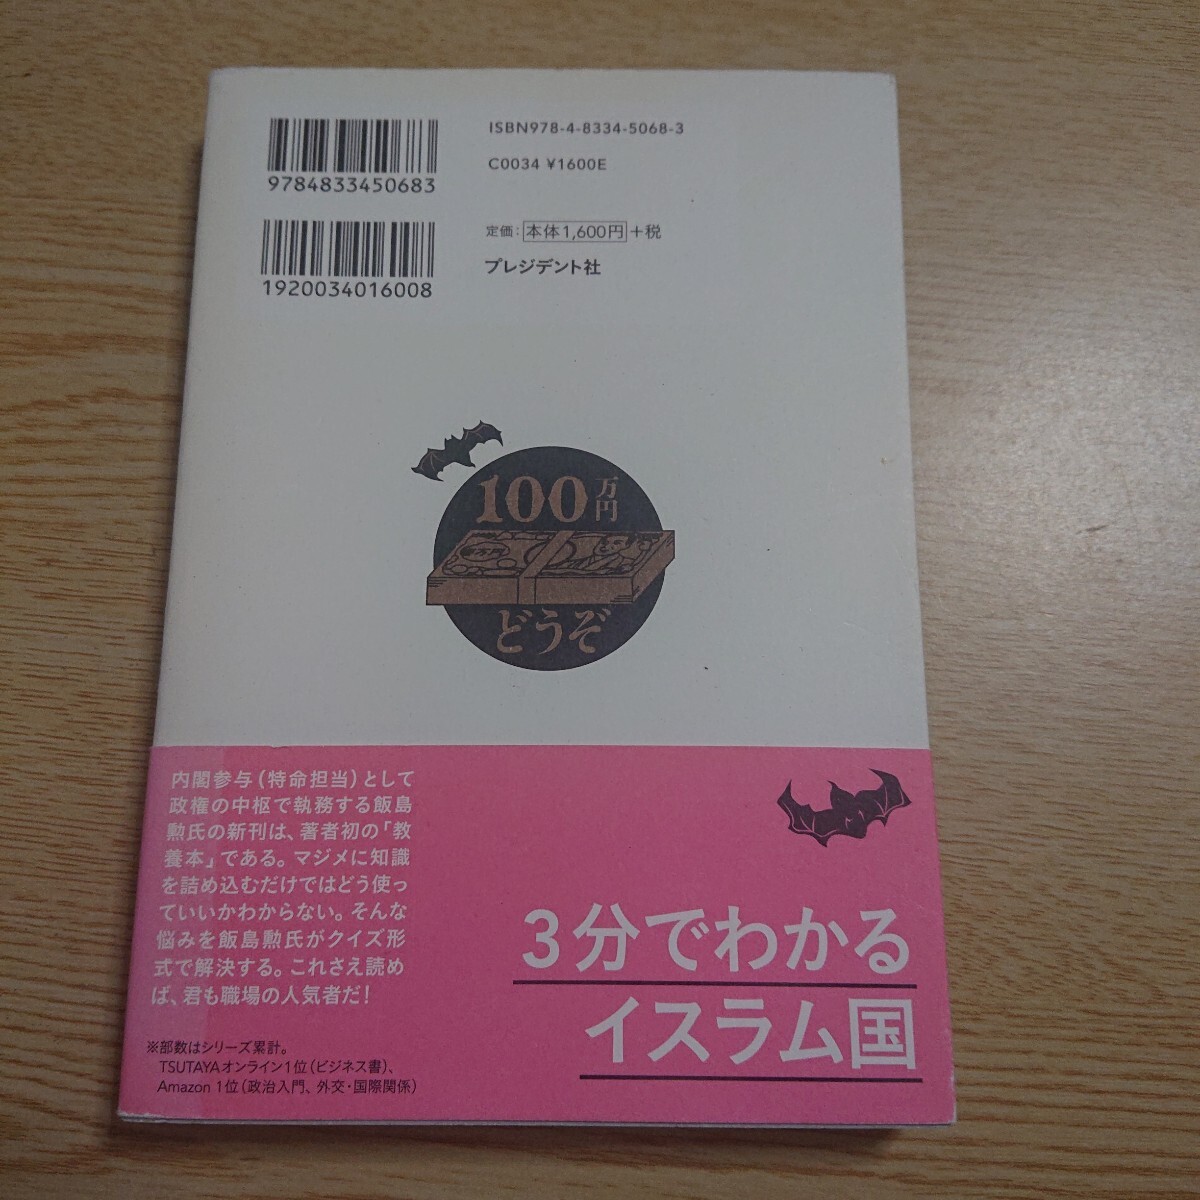 9784833450683
ISBN978-4-8334-5068-3
C0034 ¥1600E
1920034016008
定価：本体1,600円+税
プレジデント社
100万円
壱万円
どうぞ
内閣参与（特命担当）として
政権の中枢で執務する飯島
勲氏の新刊は、著者初の「教
養本」である。マジメに知識
を詰め込むだけではどう使っ
ていいかわからない。そんな
悩みを飯島勲氏がクイズ形
式で解決する。これさえ読め
ば、君も職場の人気者だ！
※部数はシリーズ累計。
TSUTAYAオンライン1位（ビジネス書）、
Amazon 1位（政治入門、外交・国際関係）
3分でわかる
イスラム国